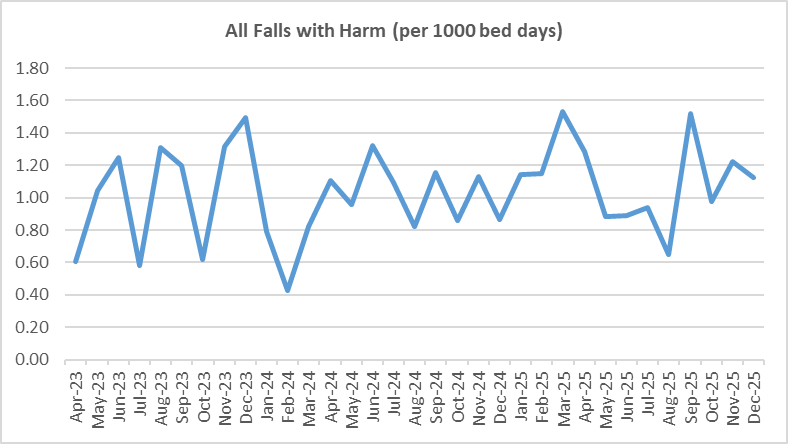 All Falls with Harm (per 1000 bed days)
1.80
1.60
1.40
1.20
1.00
0.80
0.60
0.40
0.20
0.00
Apr-23
May-23
Jun-23
Jul-23
Aug-23
Sep-23
Oct-23
Nov-23
Dec-23
Jan-24
Feb-24
Mar-24
Apr-24
May-24
Jun-24
Jul-24
Aug-24
Sep-24
Oct-24
Nov-24
Dec-24
Jan-25
Feb-25
Mar-25
Apr-25
May-25
Jun-25
Jul-25
Aug-25
Sep-25
Oct-25
Nov-25
Dec-25